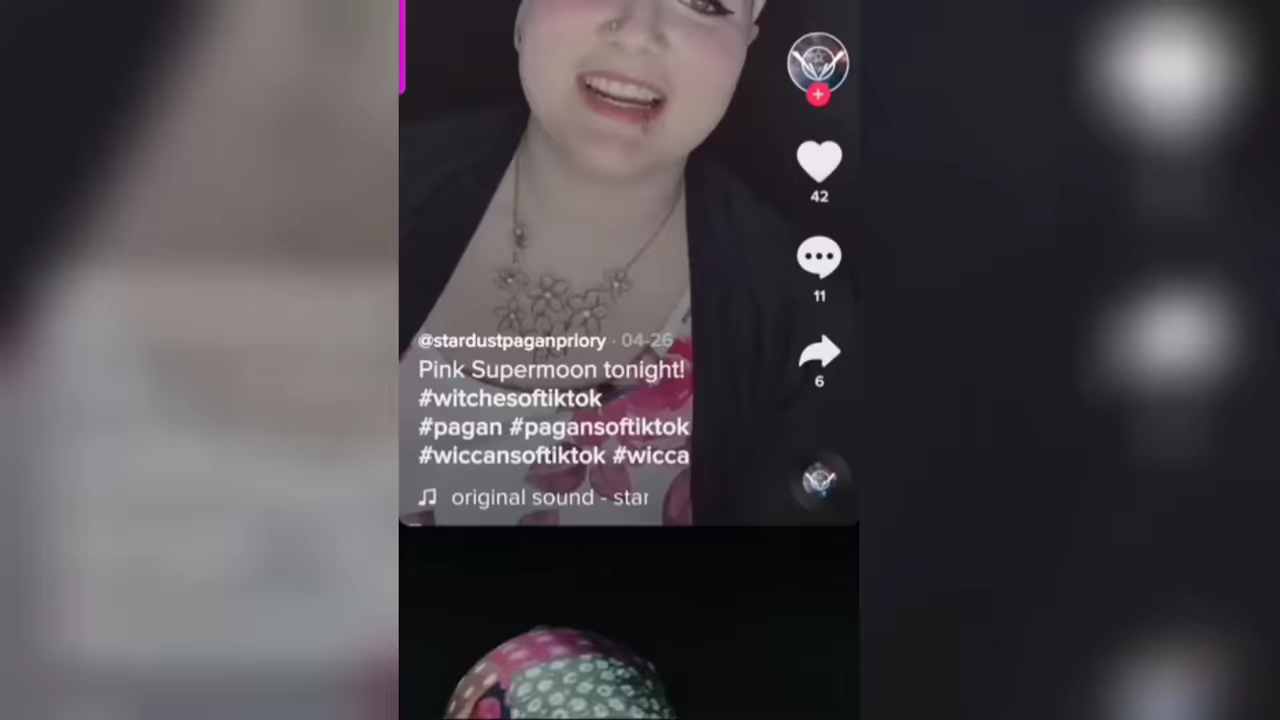 42
11
@stardustpaganpriory · 04-26
6
Pink Supermoon tonight!
#witchesoftiktok
#pagan #pagansoftiktok
#wiccansoftiktok #wicca
original sound - star